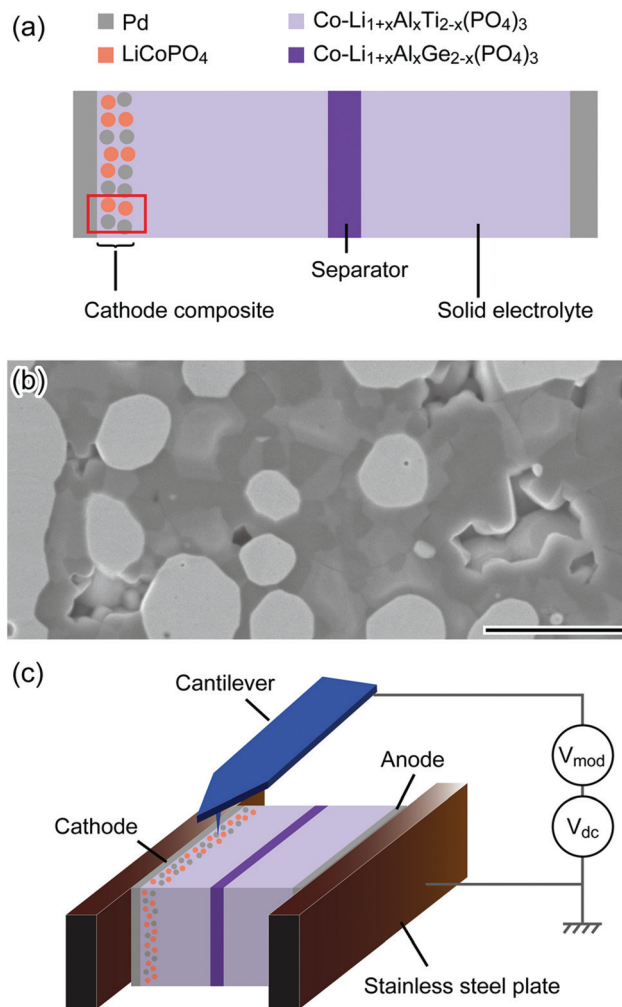 (a)
Pd
Co-Li1+xAlxTi2-x(PO4)3
LiCoPO4
Co-Li1+xAlxGe2-x(PO4)3
Separator
Cathode composite
Solid electrolyte
(b)
(c)
Cantilever
Anode
Vmod
Cathode
Vdc
Stainless steel plate